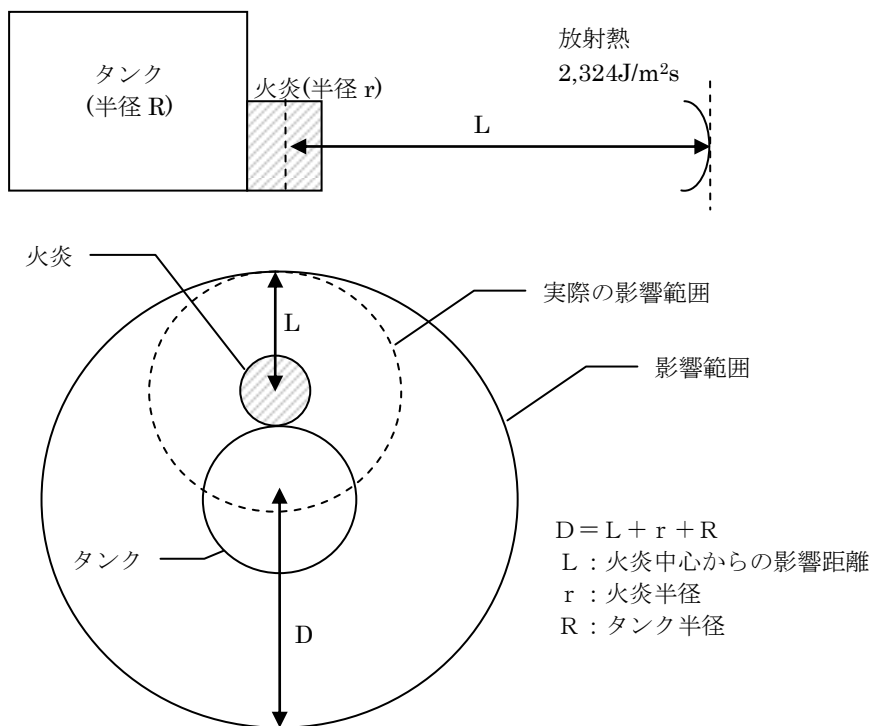 タンク
(半径 R)
火炎(半径 r)
放射熱
2,324J/m²s
L
火炎
L
実際の影響範囲
影響範囲
タンク
D
D=L+r+R
L:火炎中心からの影響距離
r:火炎半径
R:タンク半径